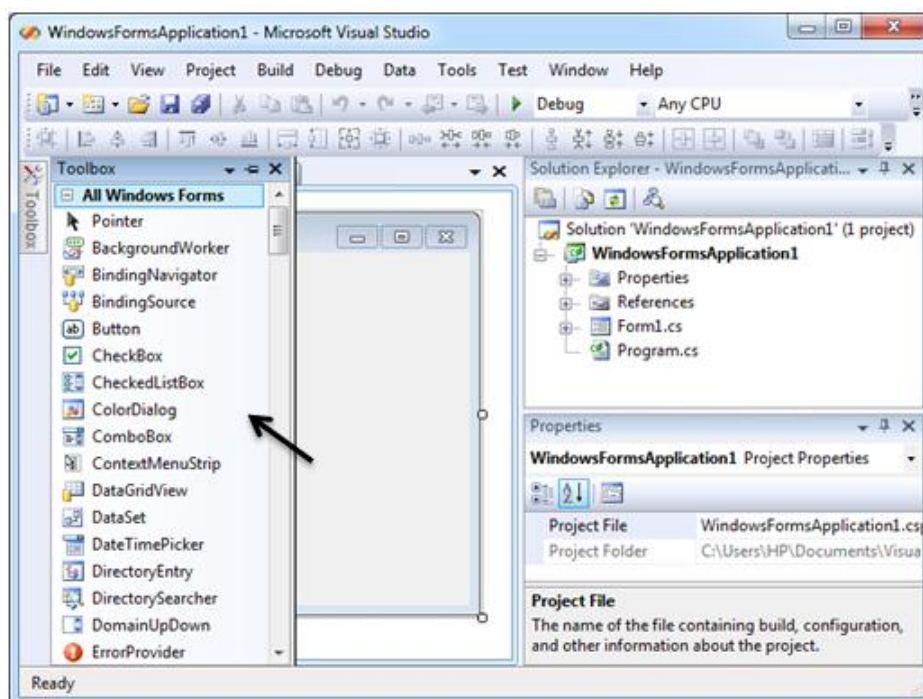 WindowsFormsApplication1 - Microsoft Visual Studio
File Edit View Project Build Debug Data Tools Test Window Help
Debug Any CPU
Toolbox
Toolbox
All Windows Forms
Pointer
BackgroundWorker
BindingNavigator
BindingSource
Button
CheckBox
CheckedListBox
ColorDialog
ComboBox
ContextMenuStrip
DataGridView
DataSet
DateTimePicker
DirectoryEntry
DirectorySearcher
DomainUpDown
ErrorProvider
Solution Explorer - WindowsFormsApplicati...
Solution 'WindowsFormsApplication1' (1 project)
WindowsFormsApplication1
Properties
References
Form1.cs
Program.cs
Properties
WindowsFormsApplication1 Project Properties
Project File WindowsFormsApplication1.csp
Project Folder C:\Users\HP\Documents\Visua
Project File
The name of the file containing build, configuration,
and other information about the project.
Ready